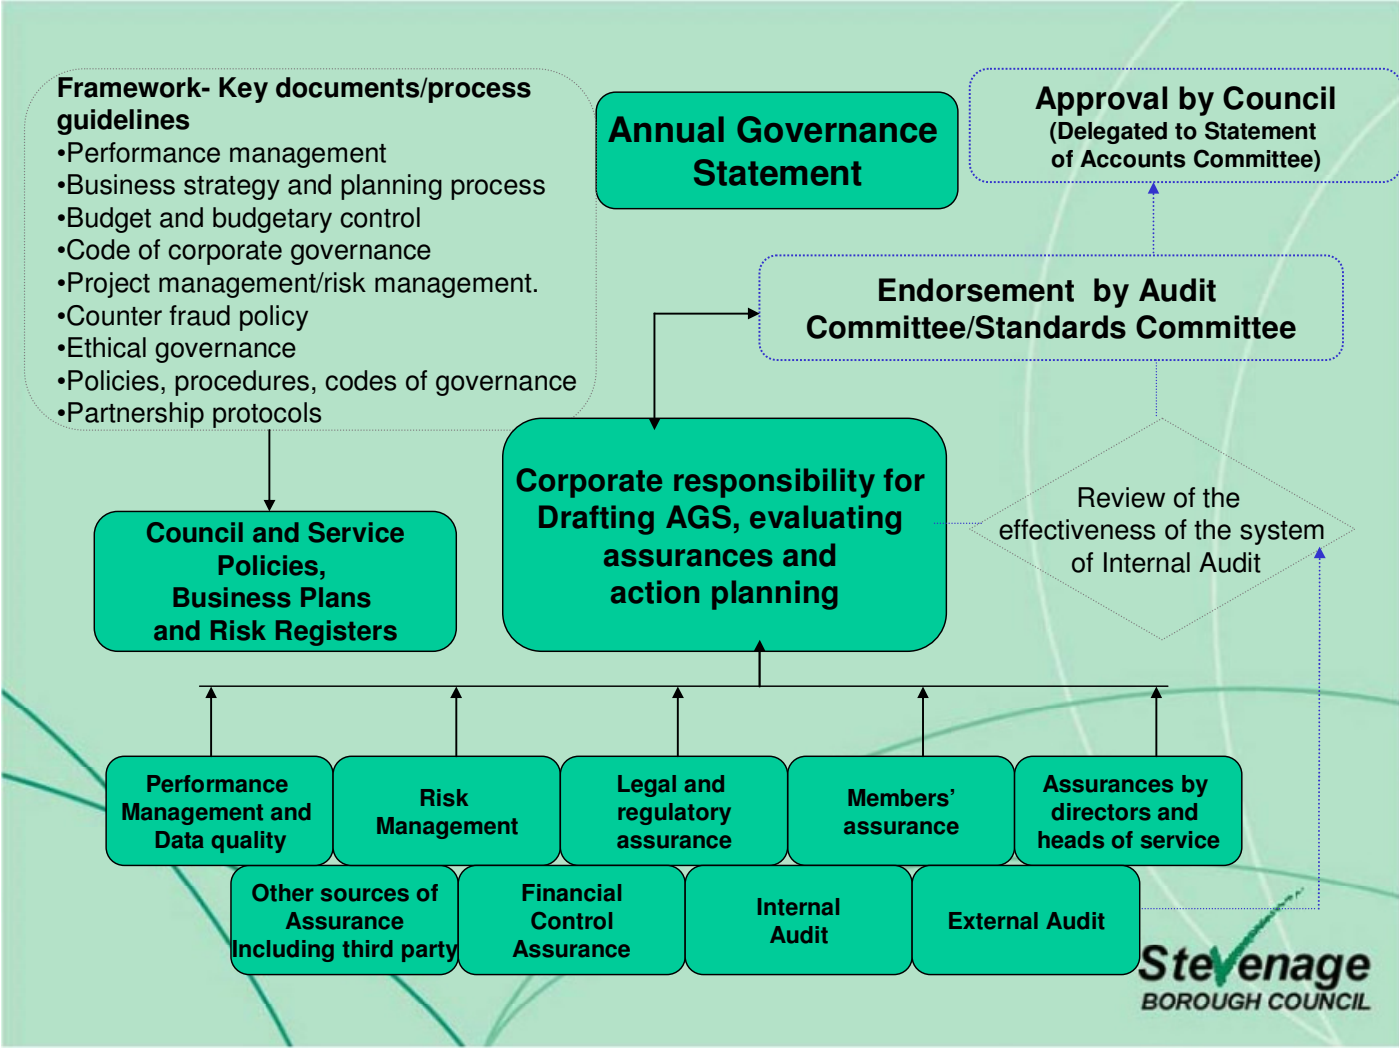 Framework- Key documents/process
guidelines
•Performance management
•Business strategy and planning process
•Budget and budgetary control
•Code of corporate governance
•Project management/risk management.
•Counter fraud policy
•Ethical governance
•Policies, procedures, codes of governance
•Partnership protocols
Annual Governance
Statement
Approval by Council
(Delegated to Statement
of Accounts Committee)
Endorsement by Audit
Committee/Standards Committee
Corporate responsibility for
Drafting AGS, evaluating
assurances and
action planning
Review of the
effectiveness of the system
of Internal Audit
Council and Service
Policies,
Business Plans
and Risk Registers
Performance
Management and
Data quality
Risk
Management
Legal and
regulatory
assurance
Members’
assurance
Assurances by
directors and
heads of service
Other sources of
Assurance
Including third party
Financial
Control
Assurance
Internal
Audit
External Audit
Stevenage
BOROUGH COUNCIL